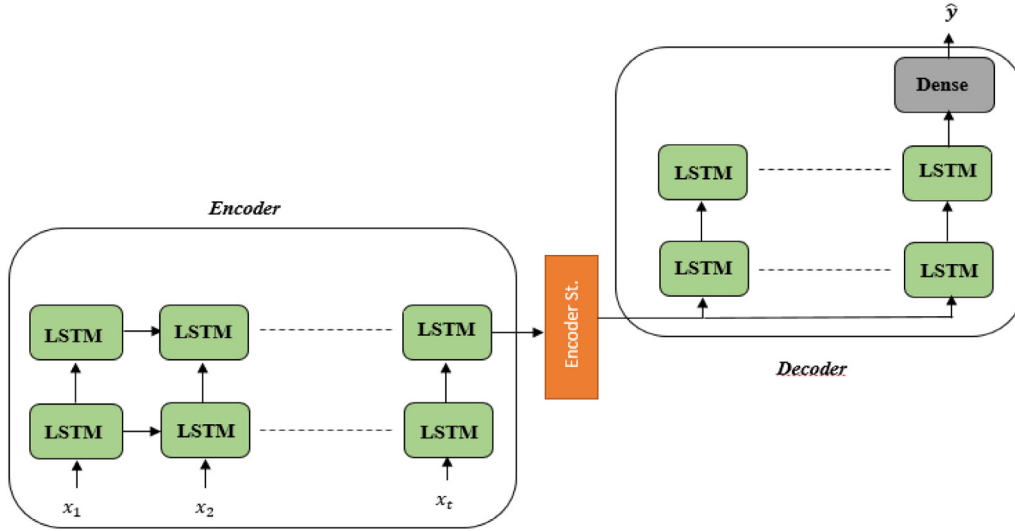 ŷ
Dense
LSTM
LSTM
Encoder
LSTM
LSTM
Encoder St.
LSTM
LSTM
LSTM
Decoder
LSTM
LSTM
LSTM
x₁
x₂
xₜ